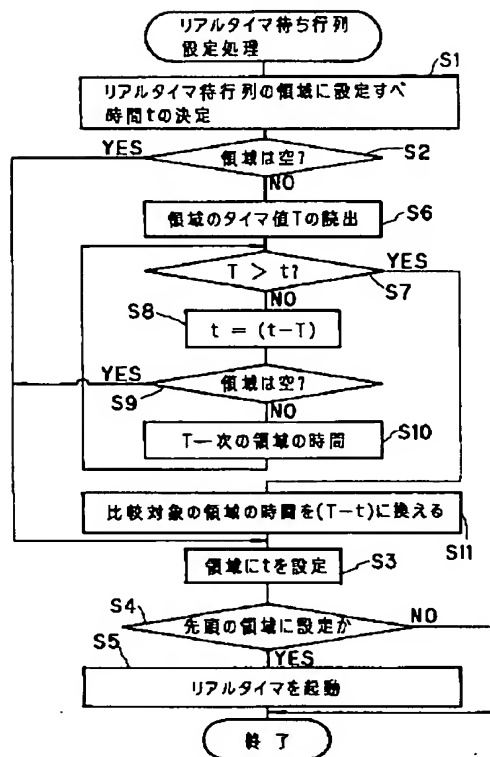 リアルタイマ待ち行列
設定処理
S1
リアルタイマ待行列の領域に設定すべ
時間tの決定
YES
領域は空?
S2
NO
領域のタイマ値Tの読出
S6
T > t?
YES
S7
NO
S8
t = (t-T)
YES
領域は空?
S9
NO
T―次の領域の時間
S10
比較対象の領域の時間を(T-t)に換える
S11
領域にtを設定
S3
S4
先頭の領域に設定か
NO
S5
YES
リアルタイマを起動
終了